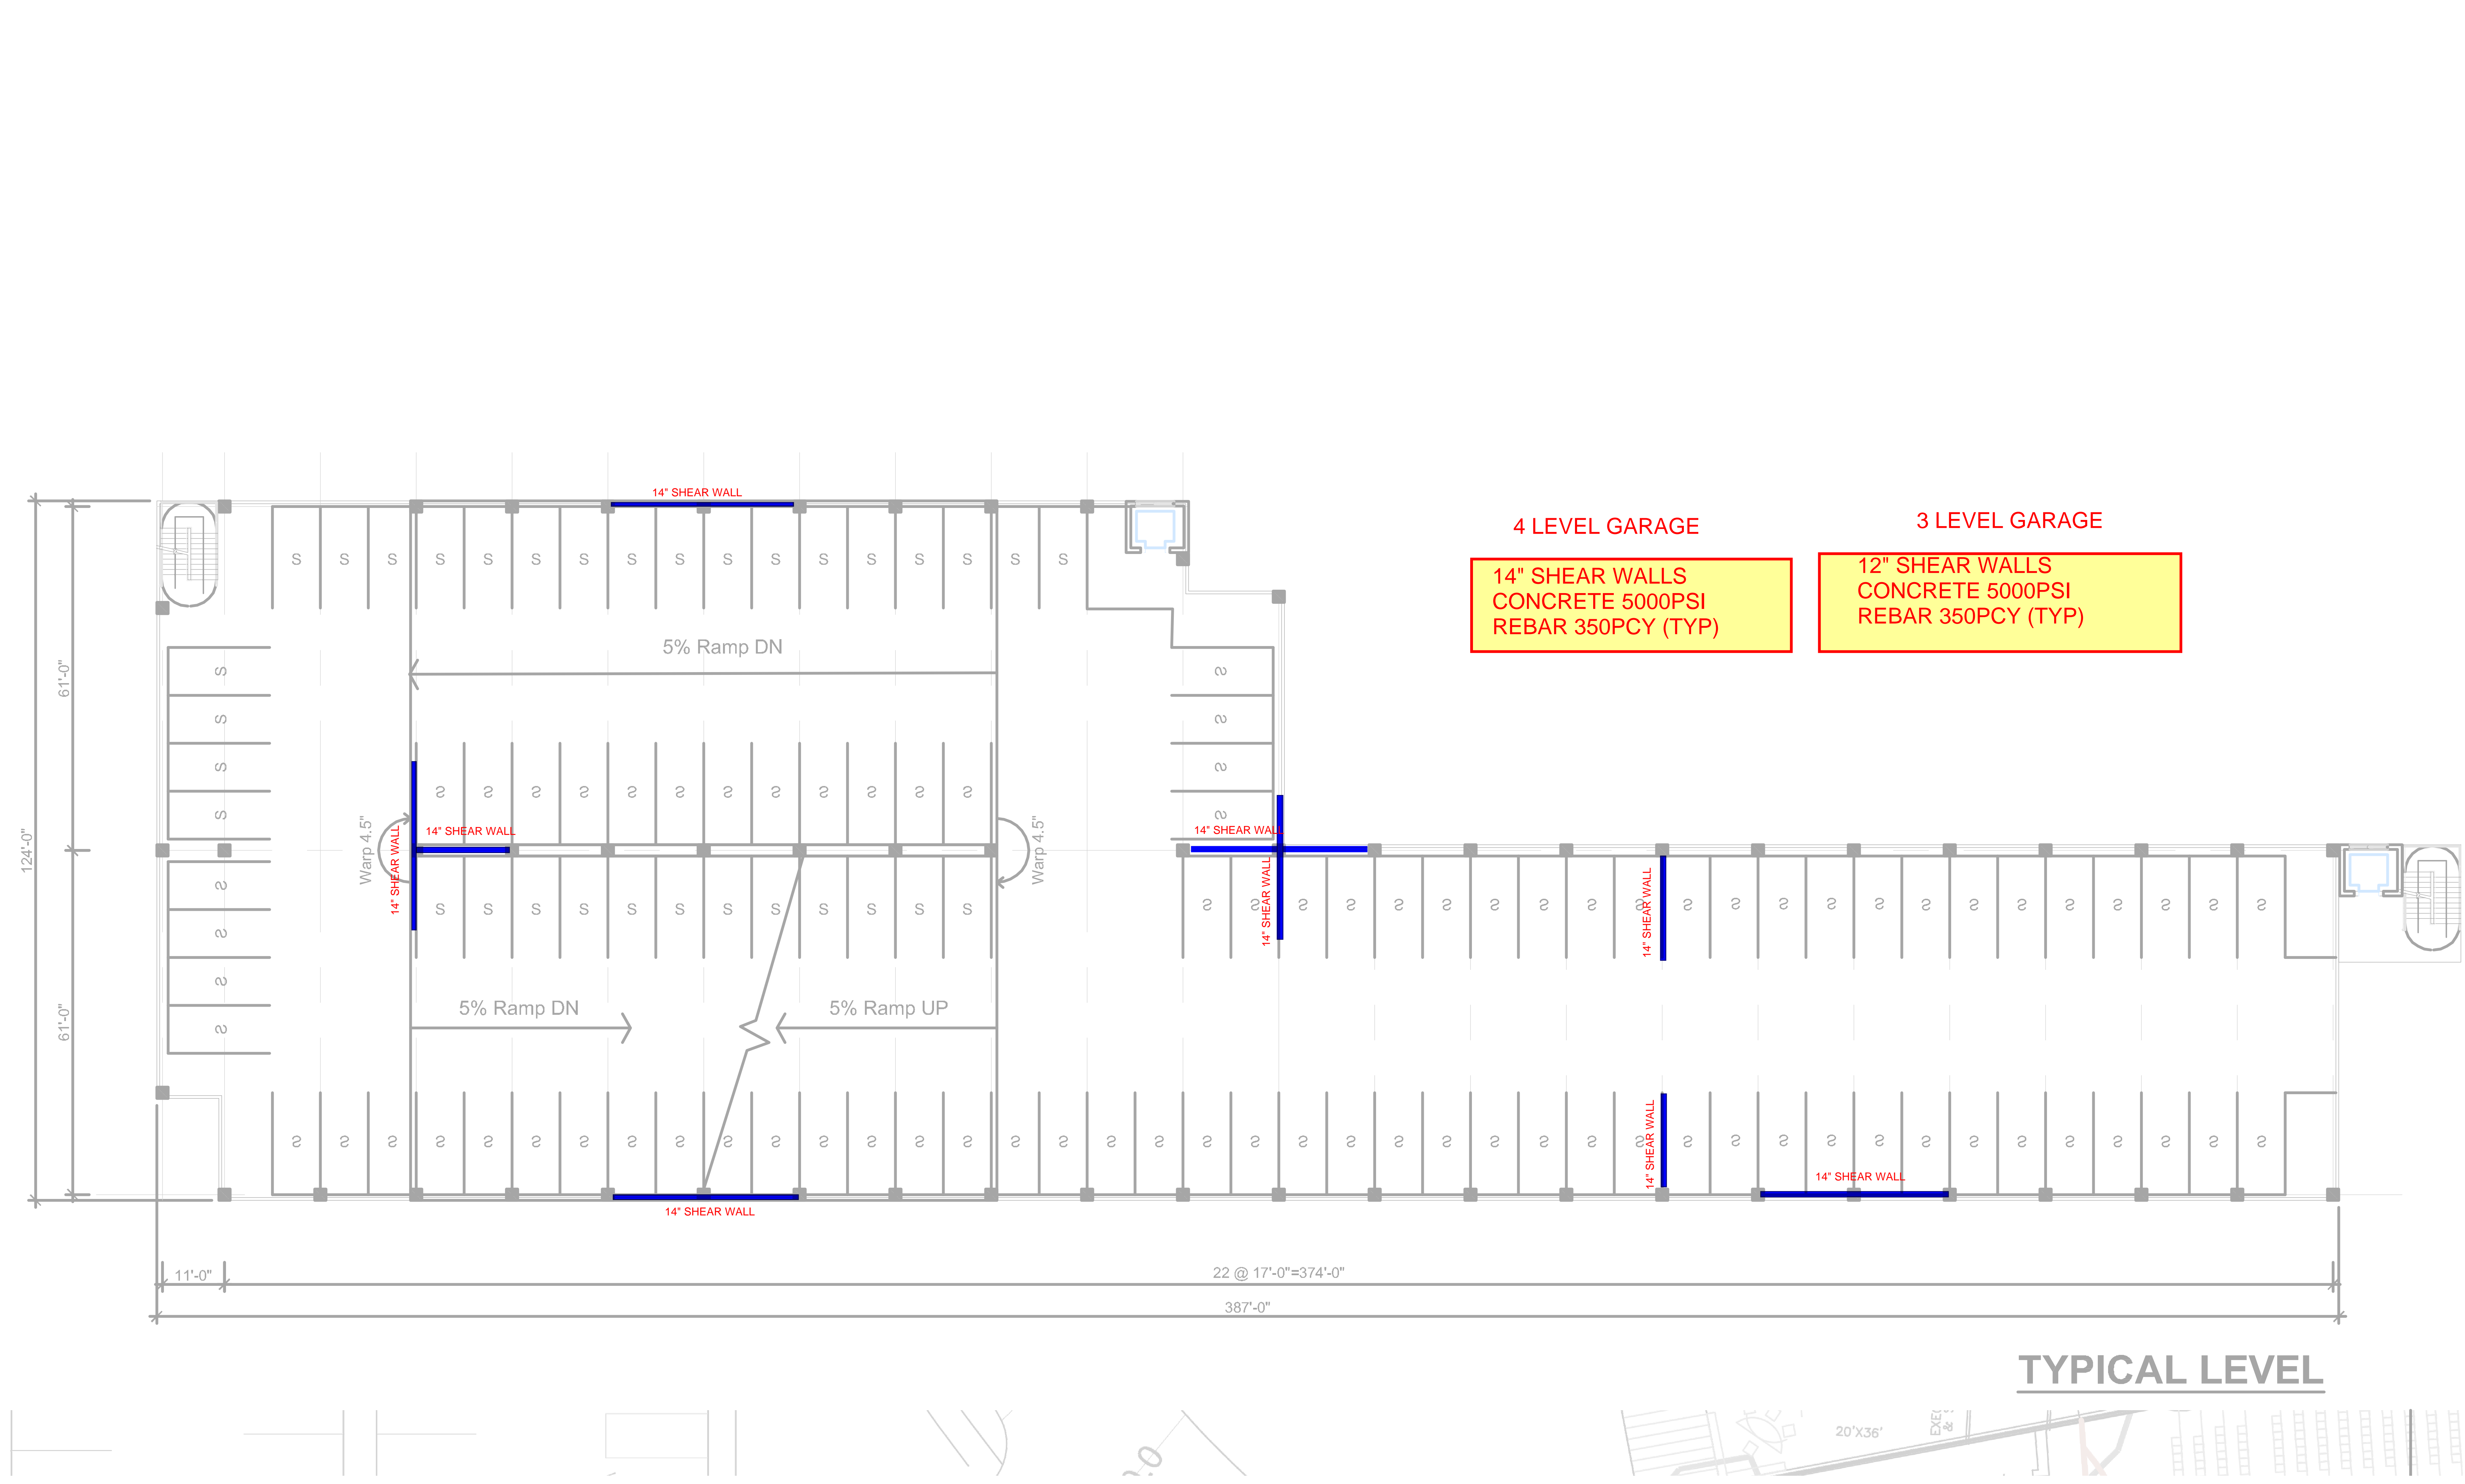 14" SHEAR WALL
4 LEVEL GARAGE
3 LEVEL GARAGE
14" SHEAR WALLS
CONCRETE 5000PSI
REBAR 350PCY (TYP)
12" SHEAR WALLS
CONCRETE 5000PSI
REBAR 350PCY (TYP)
S S S S S S S S S S S S S S S S S
5% Ramp DN
61'-0"
S
S
S
S
S
S
S
S
S S S S S S S S S S S S
124'-0"
Warp 4.5"
14" SHEAR WALL
14" SHEAR WALL
Warp 4.5"
14" SHEAR WALL
14" SHEAR WALL
14" SHEAR WALL
S
S
S
S
S S S S S S S S S S S S
S S S S S S S S S S S S S S S S S S S S S S S
61'-0"
5% Ramp DN
5% Ramp UP
S S S S S S S S S S S S S S S S S S S S S S S S S S S S S S S S S S S S S S S S S S
14" SHEAR WALL
14" SHEAR WALL
14" SHEAR WALL
11'-0"
22 @ 17'-0"=374'-0"
387'-0"
TYPICAL LEVEL
20'X36'